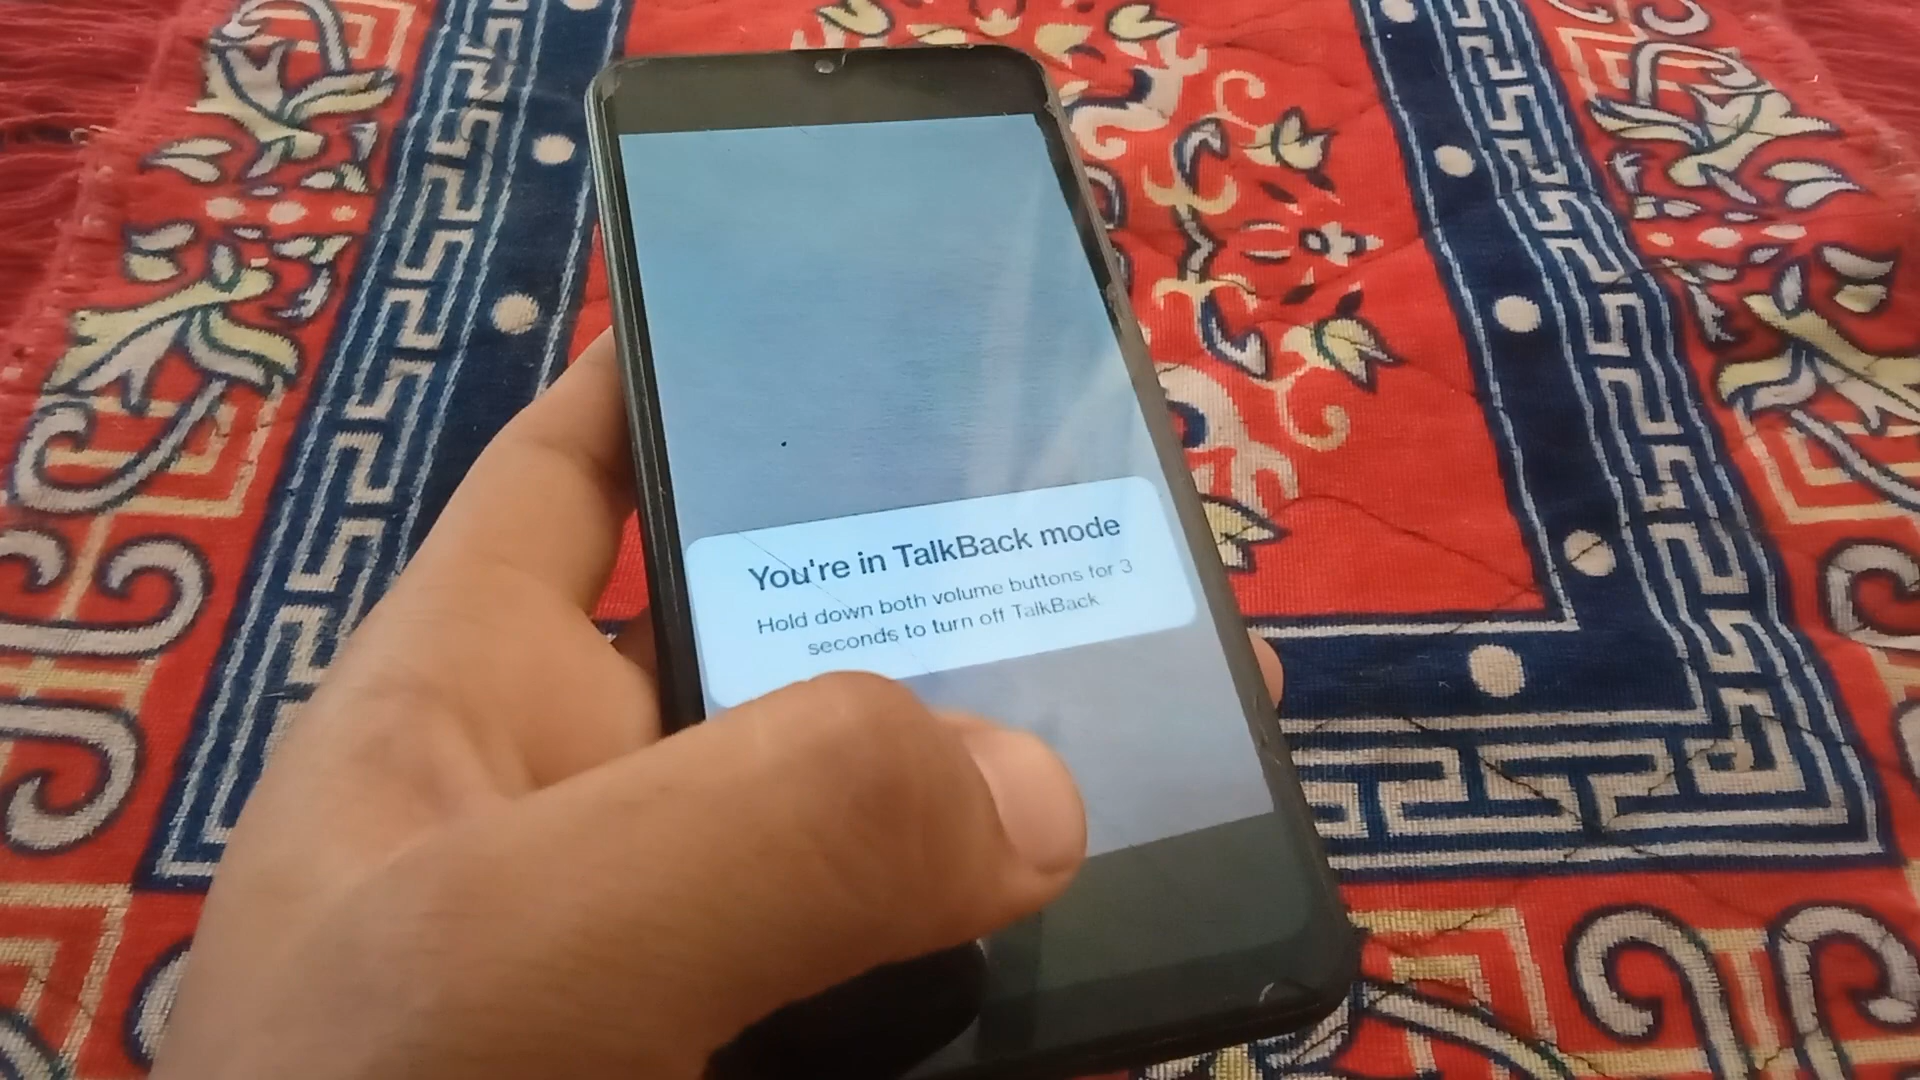 You're in TalkBack mode
Hold down both volume buttons for 3
seconds to turn off TalkBack